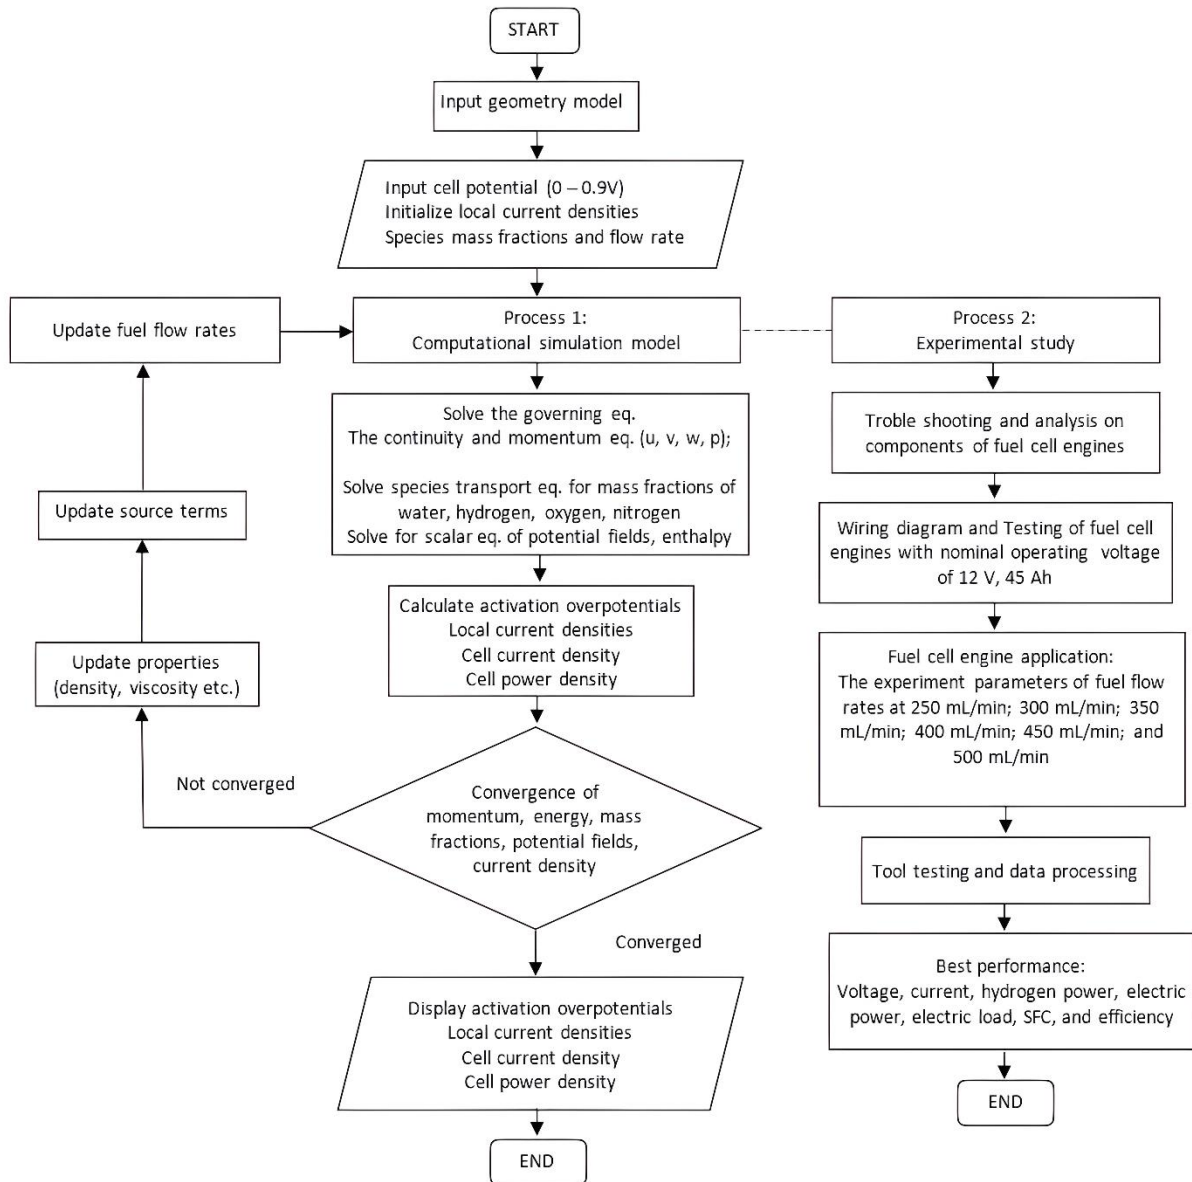 START
Input geometry model
Input cell potential (0 – 0.9V)
Initialize local current densities
Species mass fractions and flow rate
Update fuel flow rates
Process 1:
Computational simulation model
Process 2:
Experimental study
Solve the governing eq.
The continuity and momentum eq. (u, v, w, p);
Solve species transport eq. for mass fractions of
water, hydrogen, oxygen, nitrogen
Solve for scalar eq. of potential fields, enthalpy
Troble shooting and analysis on
components of fuel cell engines
Update source terms
Wiring diagram and Testing of fuel cell
engines with nominal operating voltage
of 12 V, 45 Ah
Calculate activation overpotentials
Local current densities
Cell current density
Cell power density
Update properties
(density, viscosity etc.)
Fuel cell engine application:
The experiment parameters of fuel flow
rates at 250 mL/min; 300 mL/min; 350
mL/min; 400 mL/min; 450 mL/min; and
500 mL/min
Not converged
Convergence of
momentum, energy, mass
fractions, potential fields,
current density
Tool testing and data processing
Converged
Best performance:
Voltage, current, hydrogen power, electric
power, electric load, SFC, and efficiency
Display activation overpotentials
Local current densities
Cell current density
Cell power density
END
END